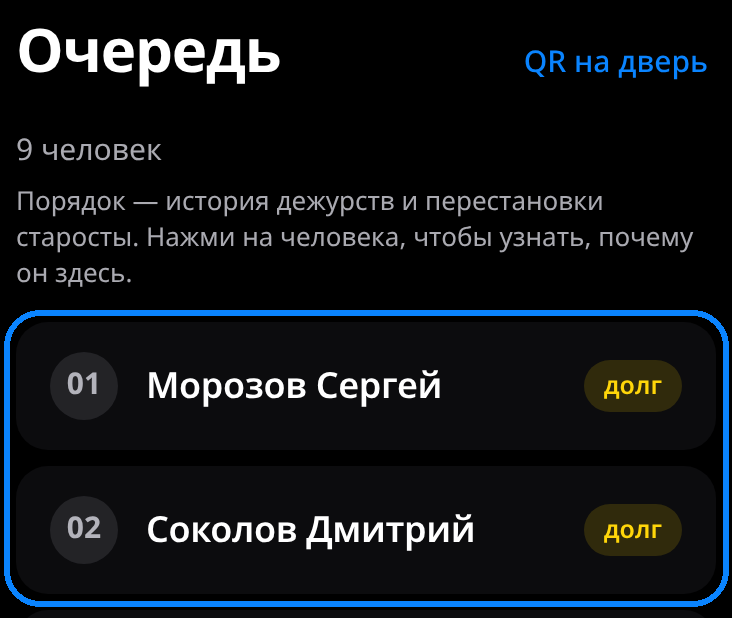 Очередь
QR на дверь
9 человек
Порядок — история дежурств и перестановки
старосты. Нажми на человека, чтобы узнать, почему
он здесь.
01 Морозов Сергей долг
02 Соколов Дмитрий долг